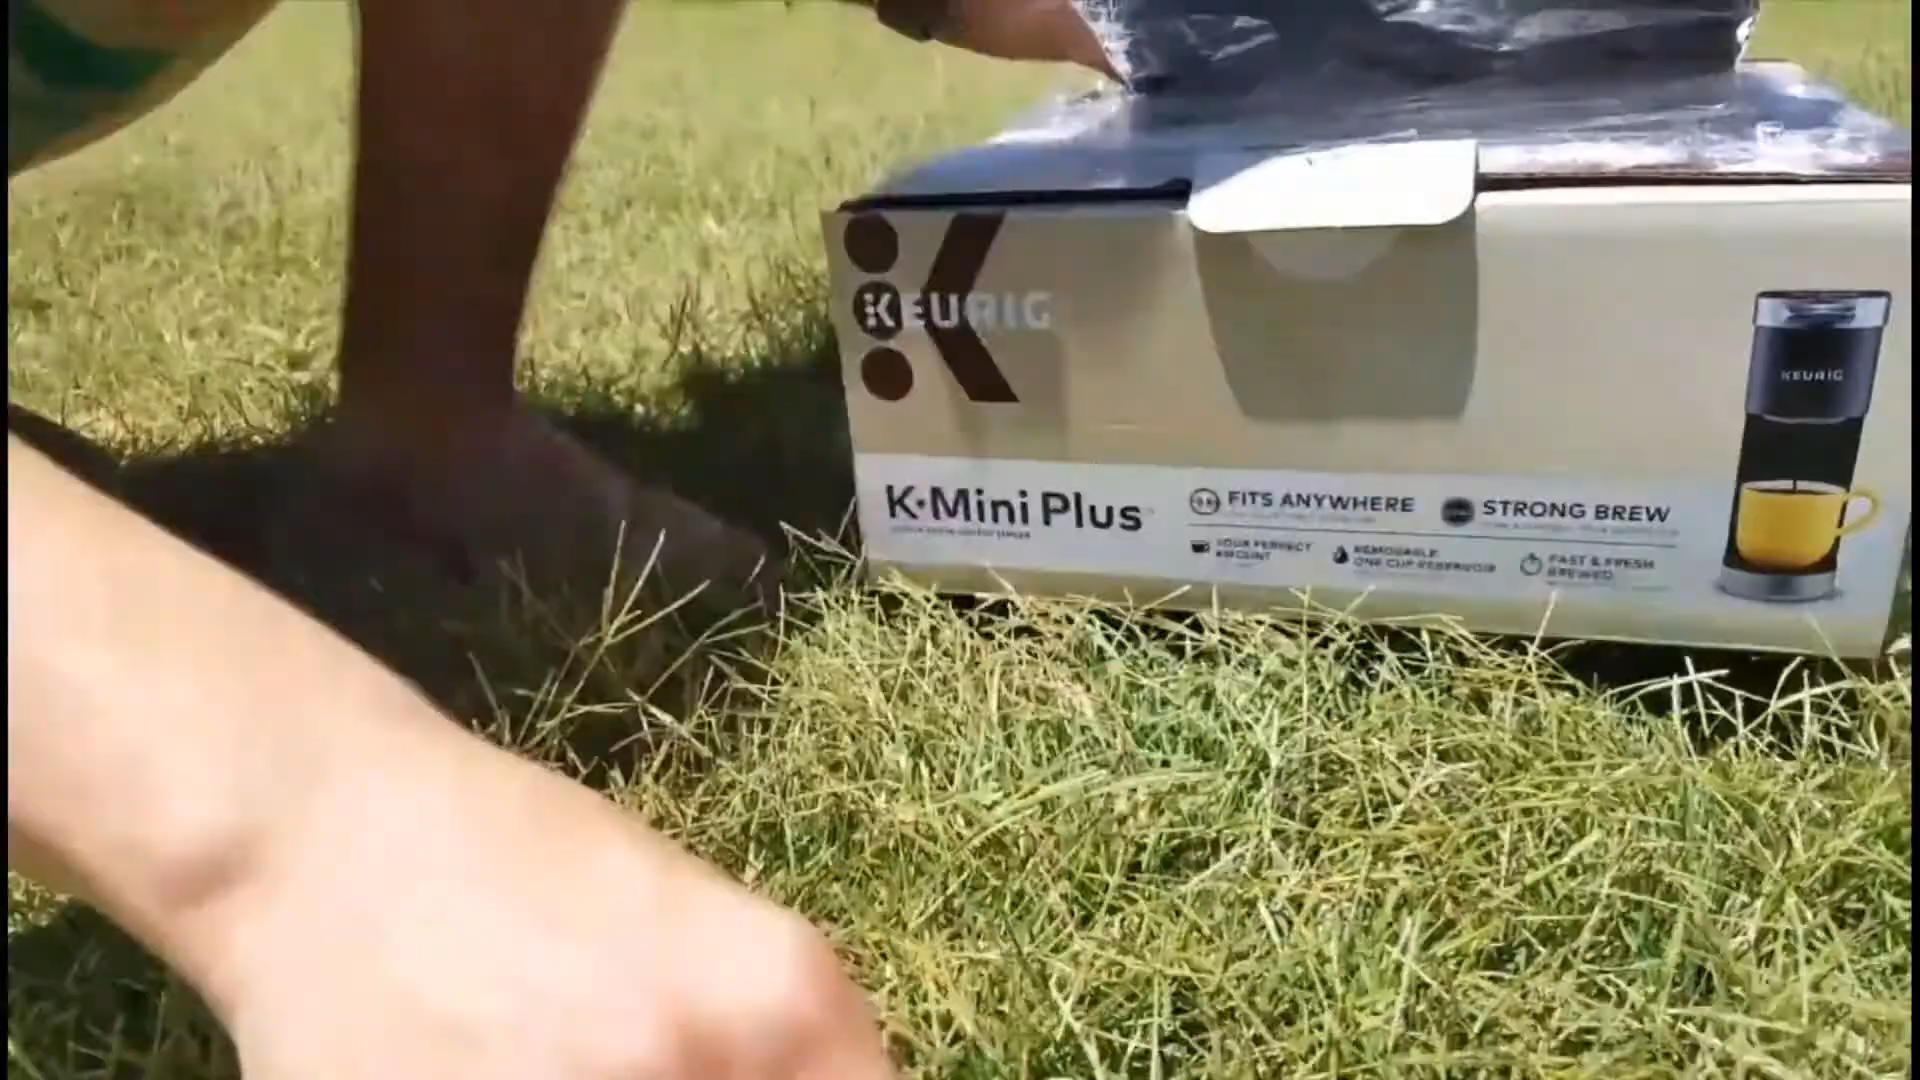 KEURIG
KEURIG
K-Mini Plus
FITS ANYWHERE
STRONG BREW
YOUR PERFECT
AMOUNT
REMOVABLE
ONE CUP RESERVOIR
FAST & FRESH
BREWED